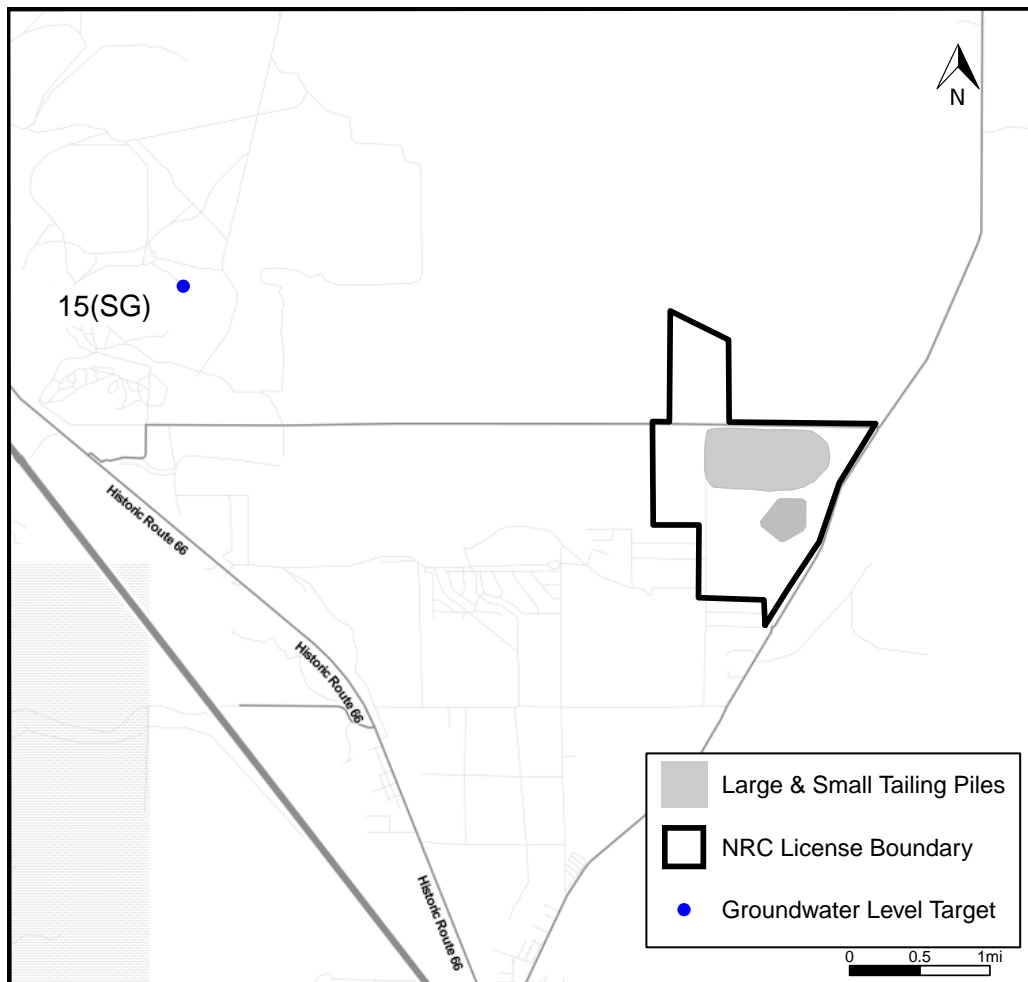 N
15(SG)
Historic Route 66
Historic Route 66
Historic Route 66
Large & Small Tailing Piles
NRC License Boundary
Groundwater Level Target
0 0.5 1mi